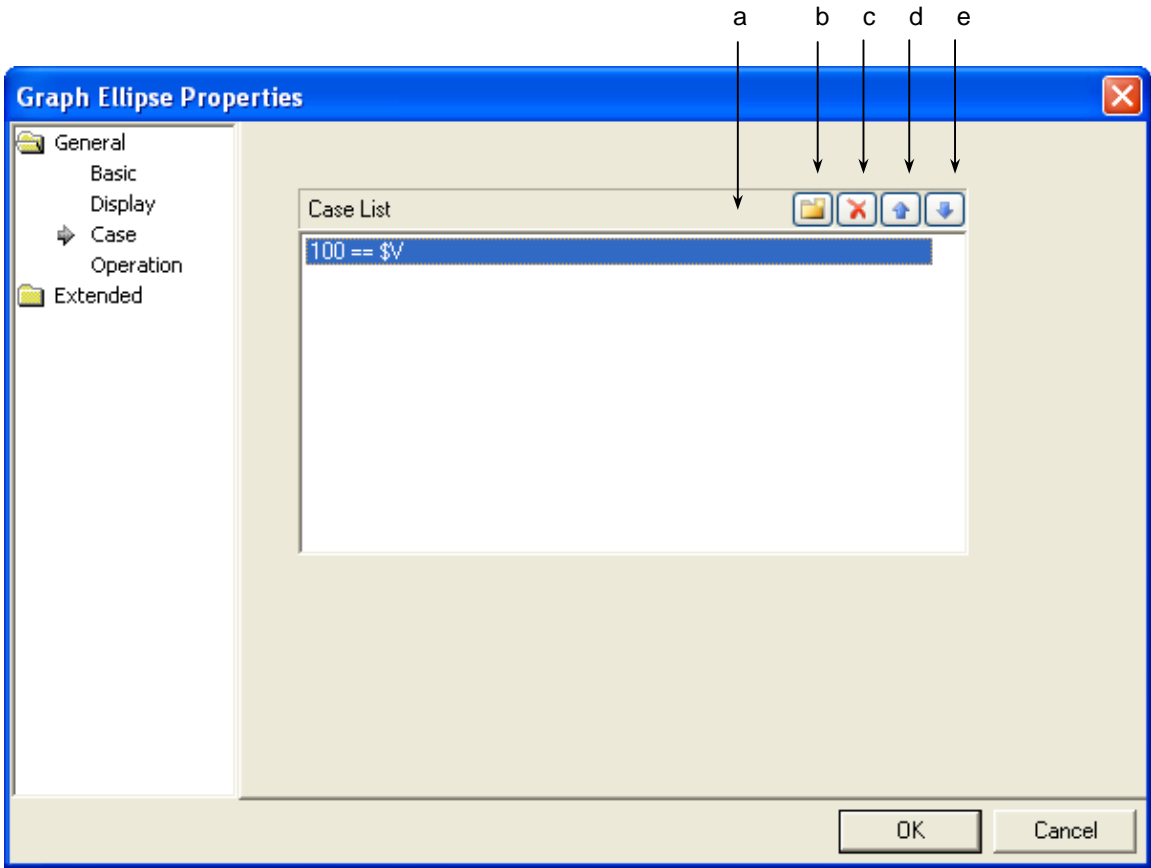 a b c d e
Graph Ellipse Properties
General
Basic
Display
Case
Operation
Extended
Case List
100 == $V
OK Cancel